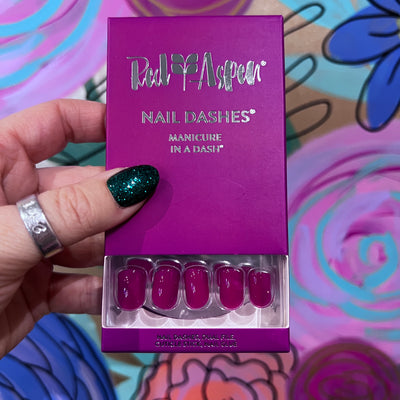 Red Aspen®
NAIL DASHES®
MANICURE
IN A DASH®